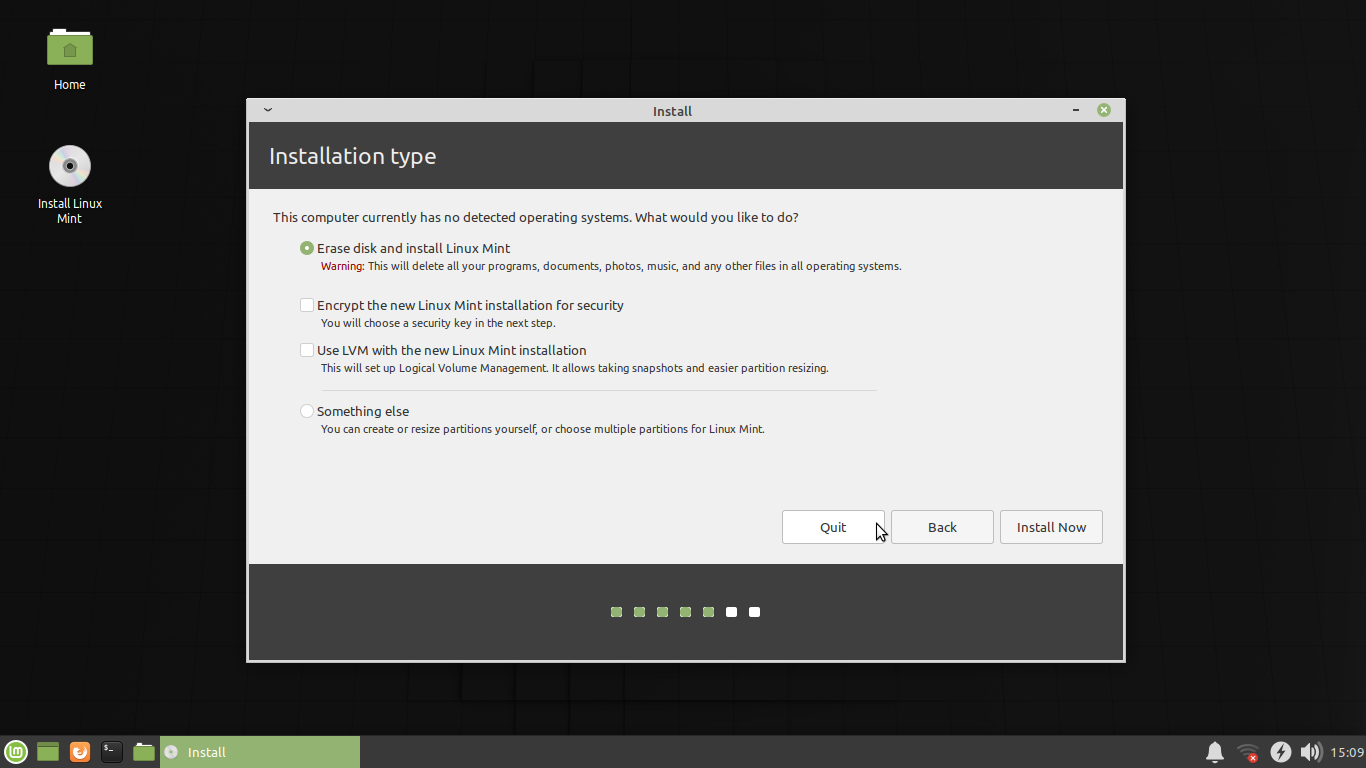 Home
Install Linux
Mint
Install
Installation type
This computer currently has no detected operating systems. What would you like to do?
Erase disk and install Linux Mint
Warning: This will delete all your programs, documents, photos, music, and any other files in all operating systems.
Encrypt the new Linux Mint installation for security
You will choose a security key in the next step.
Use LVM with the new Linux Mint installation
This will set up Logical Volume Management. It allows taking snapshots and easier partition resizing.
Something else
You can create or resize partitions yourself, or choose multiple partitions for Linux Mint.
Quit
Back
Install Now
$_
Install
15:09